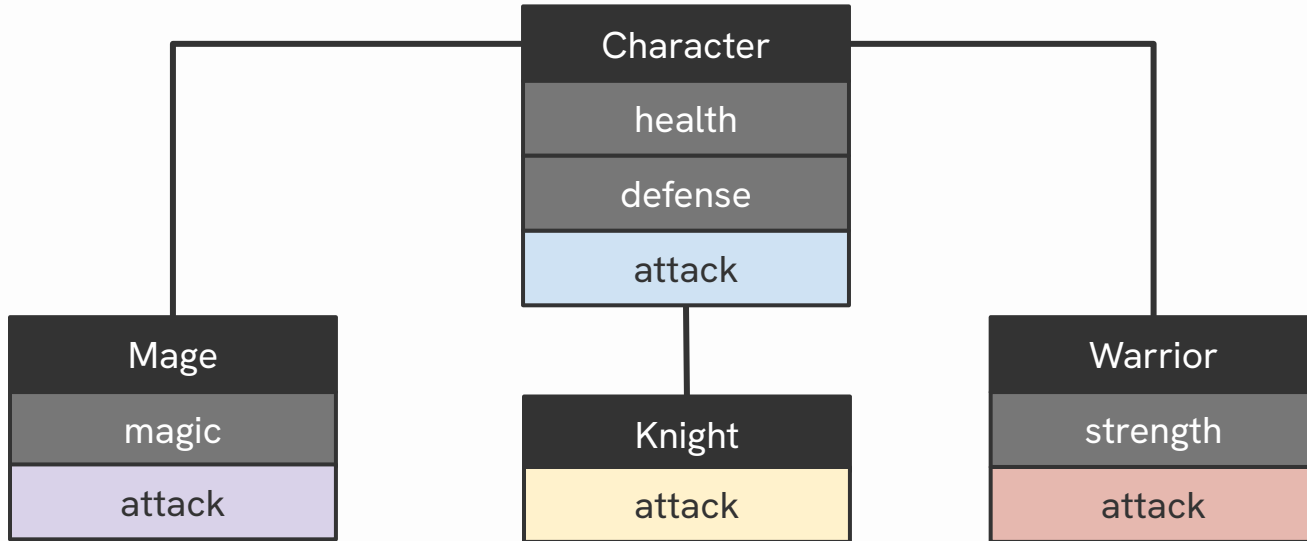 Character
health
defense
attack
Mage
magic
attack
Knight
attack
Warrior
strength
attack